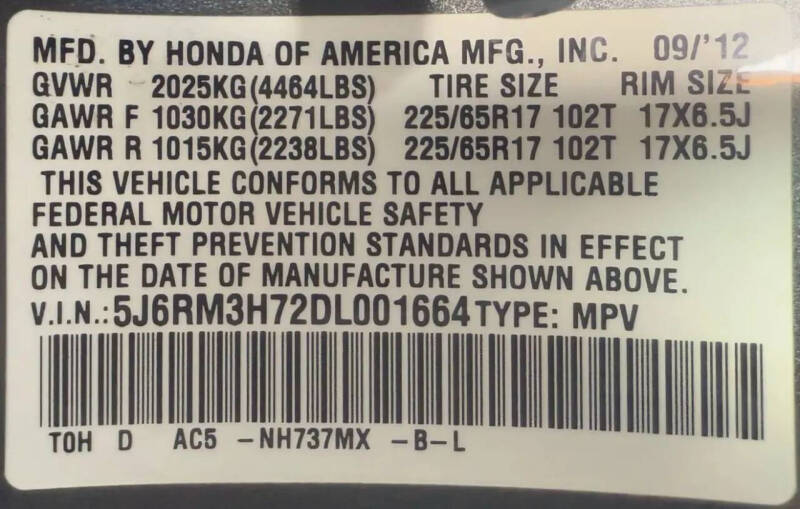 MFD. BY HONDA OF AMERICA MFG., INC. 09/'12
GVWR 2025KG(4464LBS) TIRE SIZE RIM SIZE
GAWR F 1030KG(2271LBS) 225/65R17 102T 17X6.5J
GAWR R 1015KG(2238LBS) 225/65R17 102T 17X6.5J
THIS VEHICLE CONFORMS TO ALL APPLICABLE
FEDERAL MOTOR VEHICLE SAFETY
AND THEFT PREVENTION STANDARDS IN EFFECT
ON THE DATE OF MANUFACTURE SHOWN ABOVE.
V.I.N.:5J6RM3H72DL001664 TYPE: MPV
TOH D AC5 -NH737MX -B-L